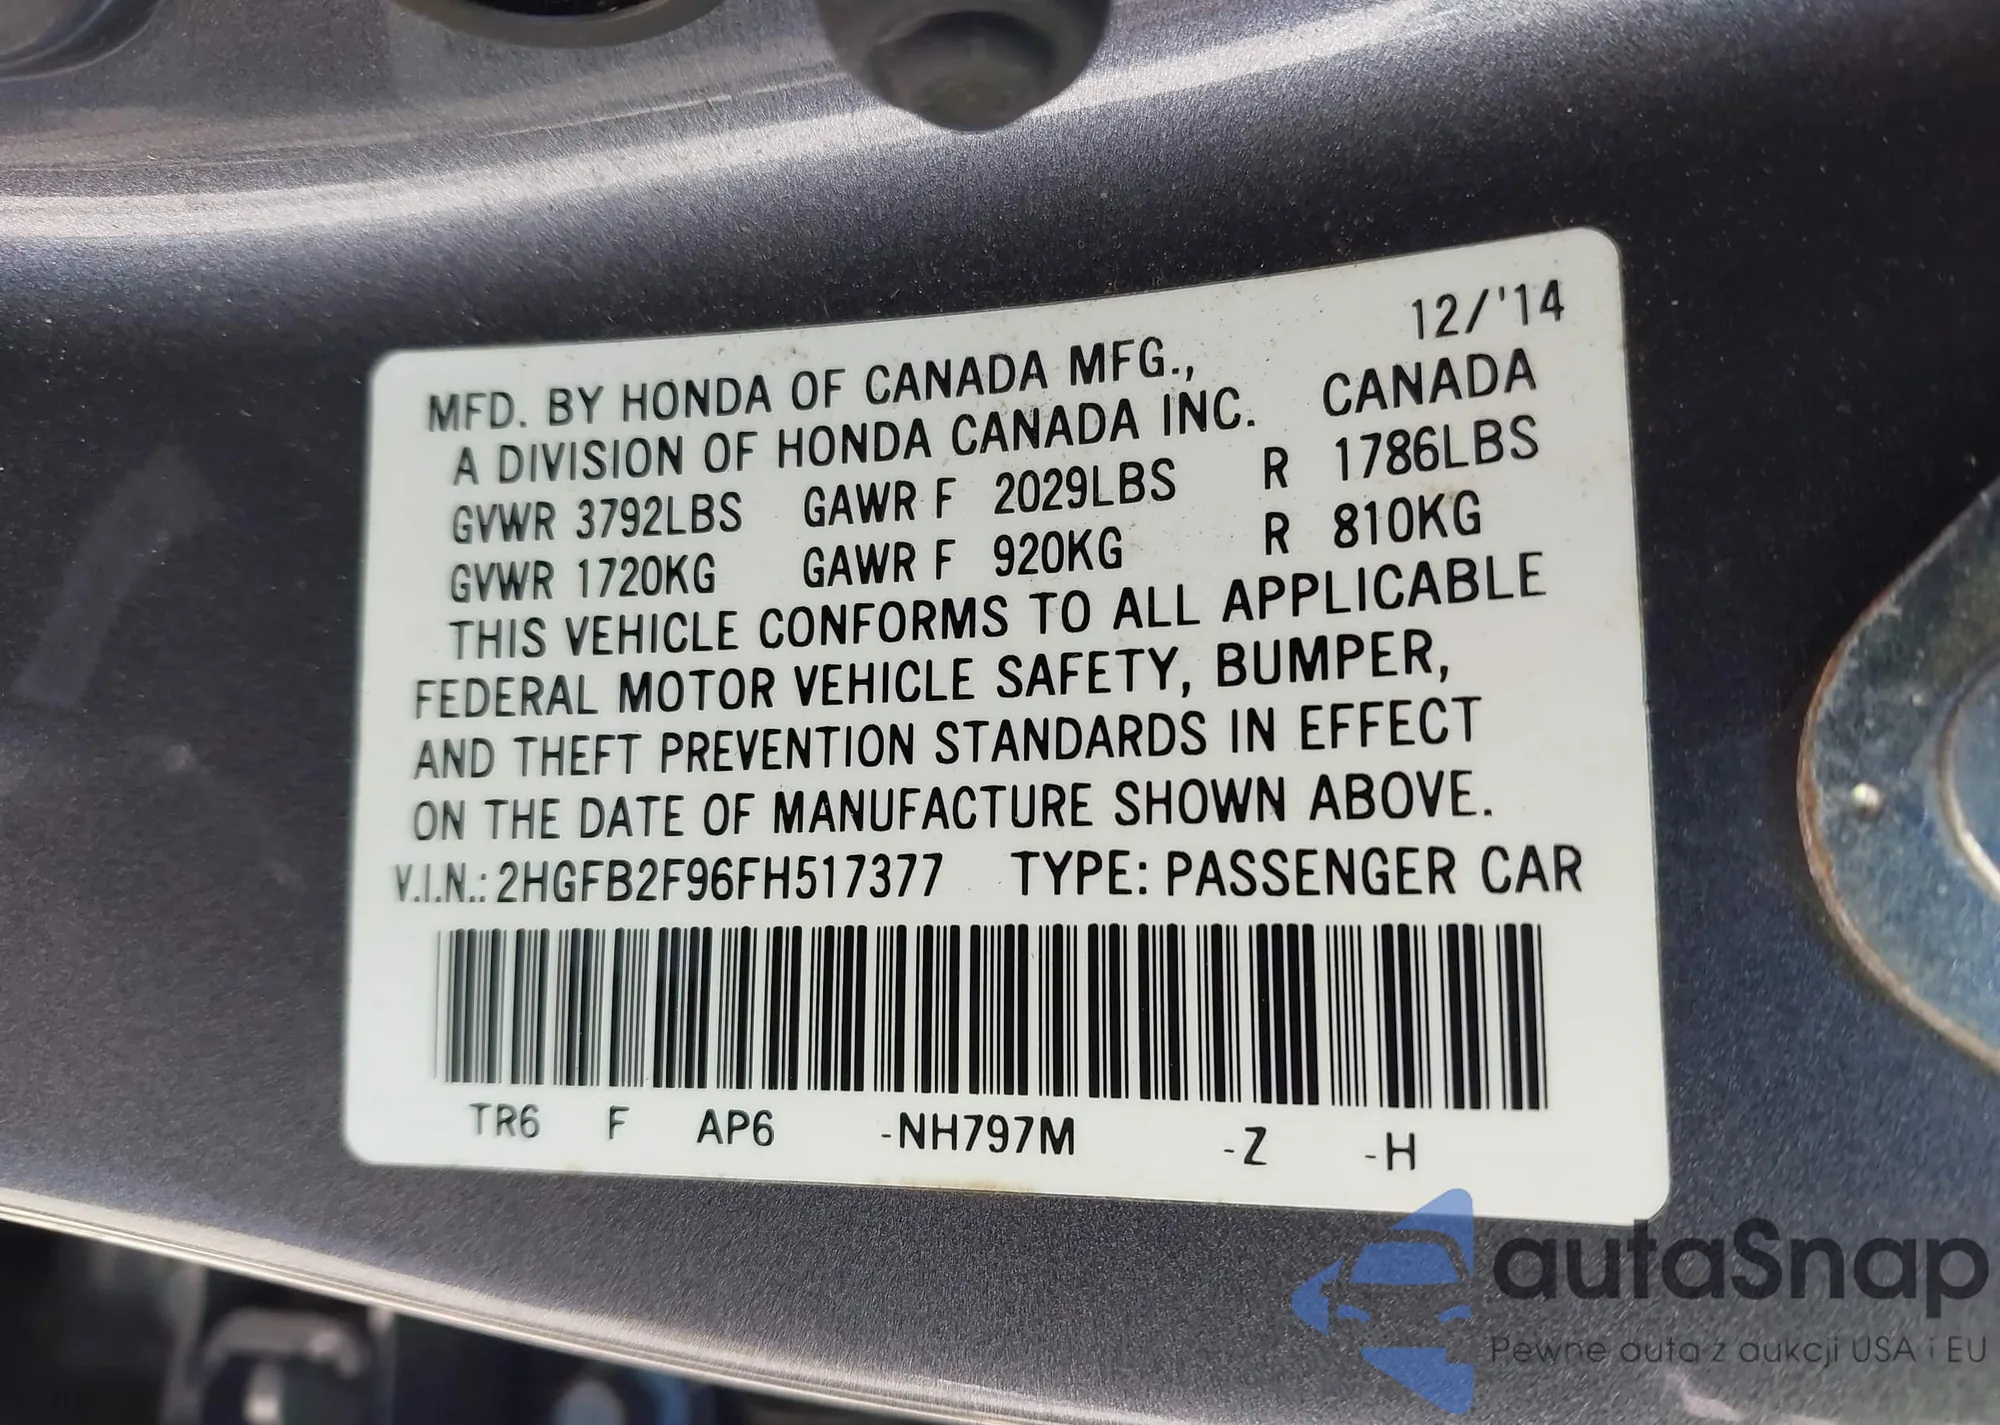 12/'14
MFD. BY HONDA OF CANADA MFG.,
A DIVISION OF HONDA CANADA INC. CANADA
GVWR 3792LBS GAWR F 2029LBS R 1786LBS
GVWR 1720KG GAWR F 920KG R 810KG
THIS VEHICLE CONFORMS TO ALL APPLICABLE
FEDERAL MOTOR VEHICLE SAFETY, BUMPER,
AND THEFT PREVENTION STANDARDS IN EFFECT
ON THE DATE OF MANUFACTURE SHOWN ABOVE.
V.I.N.: 2HGFB2F96FH517377 TYPE: PASSENGER CAR
TR6 F AP6 -NH797M -Z -H
autaSnap
Pewne auta z aukcji USA i EU